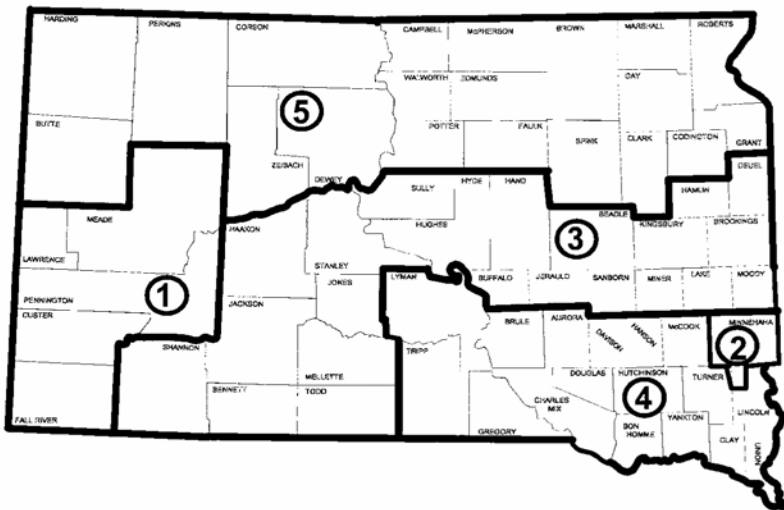 HARDING
PERKINS
CORSON
CAMPBELL
McPHERSON
BROWN
MARSHALL
ROBERTS
WALWORTH
EDMUNDS
DAY
BUTTE
5
POTTER
FAULK
SPINK
CLARK
CODINGTON
GRANT
ZEIBACH
DEWEY
DEUEL
SULLY
HYDE
HAND
HAMLIN
MEADE
HAAKON
HUGHES
BEADLE
KINGSBURY
BROOKINGS
3
LAWRENCE
STANLEY
JONES
LYMAN
BUFFALO
JERAULD
SANBORN
MINER
LAKE
MOODY
PENNINGTON
1
JACKSON
CUSTER
SHANNON
BRULE
AURORA
DAVISON
HANSON
McCOOK
MINNEHAHA
2
TRIPP
MELLETTE
BENNETT
TODD
DOUGLAS
HUTCHINSON
TURNER
4
CHARLES
MIX
LINCOLN
FALL RIVER
GREGORY
BON
HOMME
YANKTON
CLAY
UNION